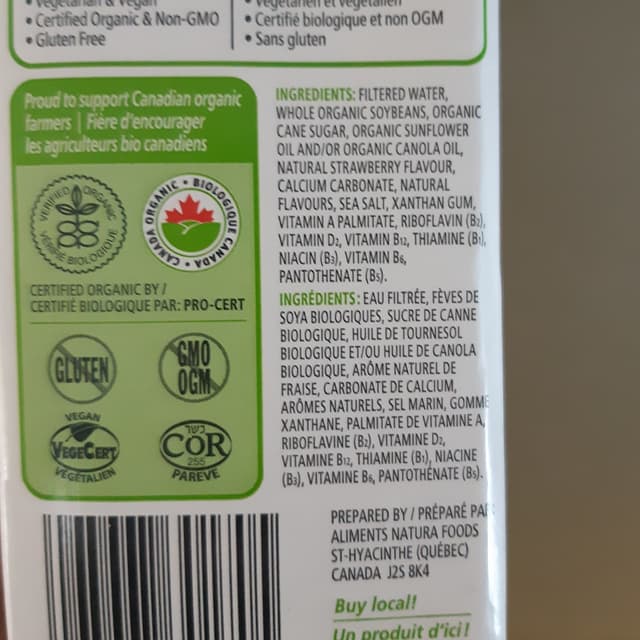 • Vegetarian & Vegan
• Certified Organic & Non-GMO
• Gluten Free
• Végétarien et végétalien
• Certifié biologique et non OGM
• Sans gluten
Proud to support Canadian organic
farmers | Fière d'encourager
les agriculteurs bio canadiens
VERIFIED ORGANIC
VÉRIFIÉ BIOLOGIQUE
CANADA ORGANIC • BIOLOGIQUE CANADA •
CERTIFIED ORGANIC BY /
CERTIFIÉ BIOLOGIQUE PAR: PRO-CERT
GLUTEN
GMO
OGM
VEGAN
VEGECERT
VÉGÉTALIEN
כשר
COR
255
PAREVE
INGREDIENTS: FILTERED WATER,
WHOLE ORGANIC SOYBEANS, ORGANIC
CANE SUGAR, ORGANIC SUNFLOWER
OIL AND/OR ORGANIC CANOLA OIL,
NATURAL STRAWBERRY FLAVOUR,
CALCIUM CARBONATE, NATURAL
FLAVOURS, SEA SALT, XANTHAN GUM,
VITAMIN A PALMITATE, RIBOFLAVIN (B₂),
VITAMIN D₂, VITAMIN B₁₂, THIAMINE (B₁),
NIACIN (B₃), VITAMIN B₆,
PANTOTHENATE (B₅).
INGRÉDIENTS: EAU FILTRÉE, FÈVES DE
SOYA BIOLOGIQUES, SUCRE DE CANNE
BIOLOGIQUE, HUILE DE TOURNESOL
BIOLOGIQUE ET/OU HUILE DE CANOLA
BIOLOGIQUE, ARÔME NATUREL DE
FRAISE, CARBONATE DE CALCIUM,
ARÔMES NATURELS, SEL MARIN, GOMME
XANTHANE, PALMITATE DE VITAMINE A,
RIBOFLAVINE (B₂), VITAMINE D₂,
VITAMINE B₁₂, THIAMINE (B₁), NIACINE
(B₃), VITAMINE B₆, PANTOTHÉNATE (B₅).
PREPARED BY / PRÉPARÉ PAR
ALIMENTS NATURA FOODS
ST-HYACINTHE (QUÉBEC)
CANADA J2S 8K4
Buy local!
Un produit d'ici!